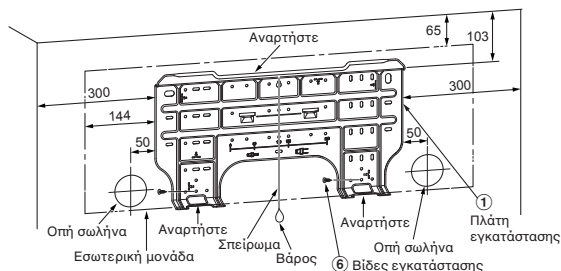 Αναρτήστε
65
103
300
300
144
50
50
①
Πλάτη
εγκατάστασης
Οπή σωλήνα
Αναρτήστε
Εσωτερική μονάδα
Σπείρωμα
Βάρος
Αναρτήστε
Οπή σωλήνα
⑥ Βίδες εγκατάστασης